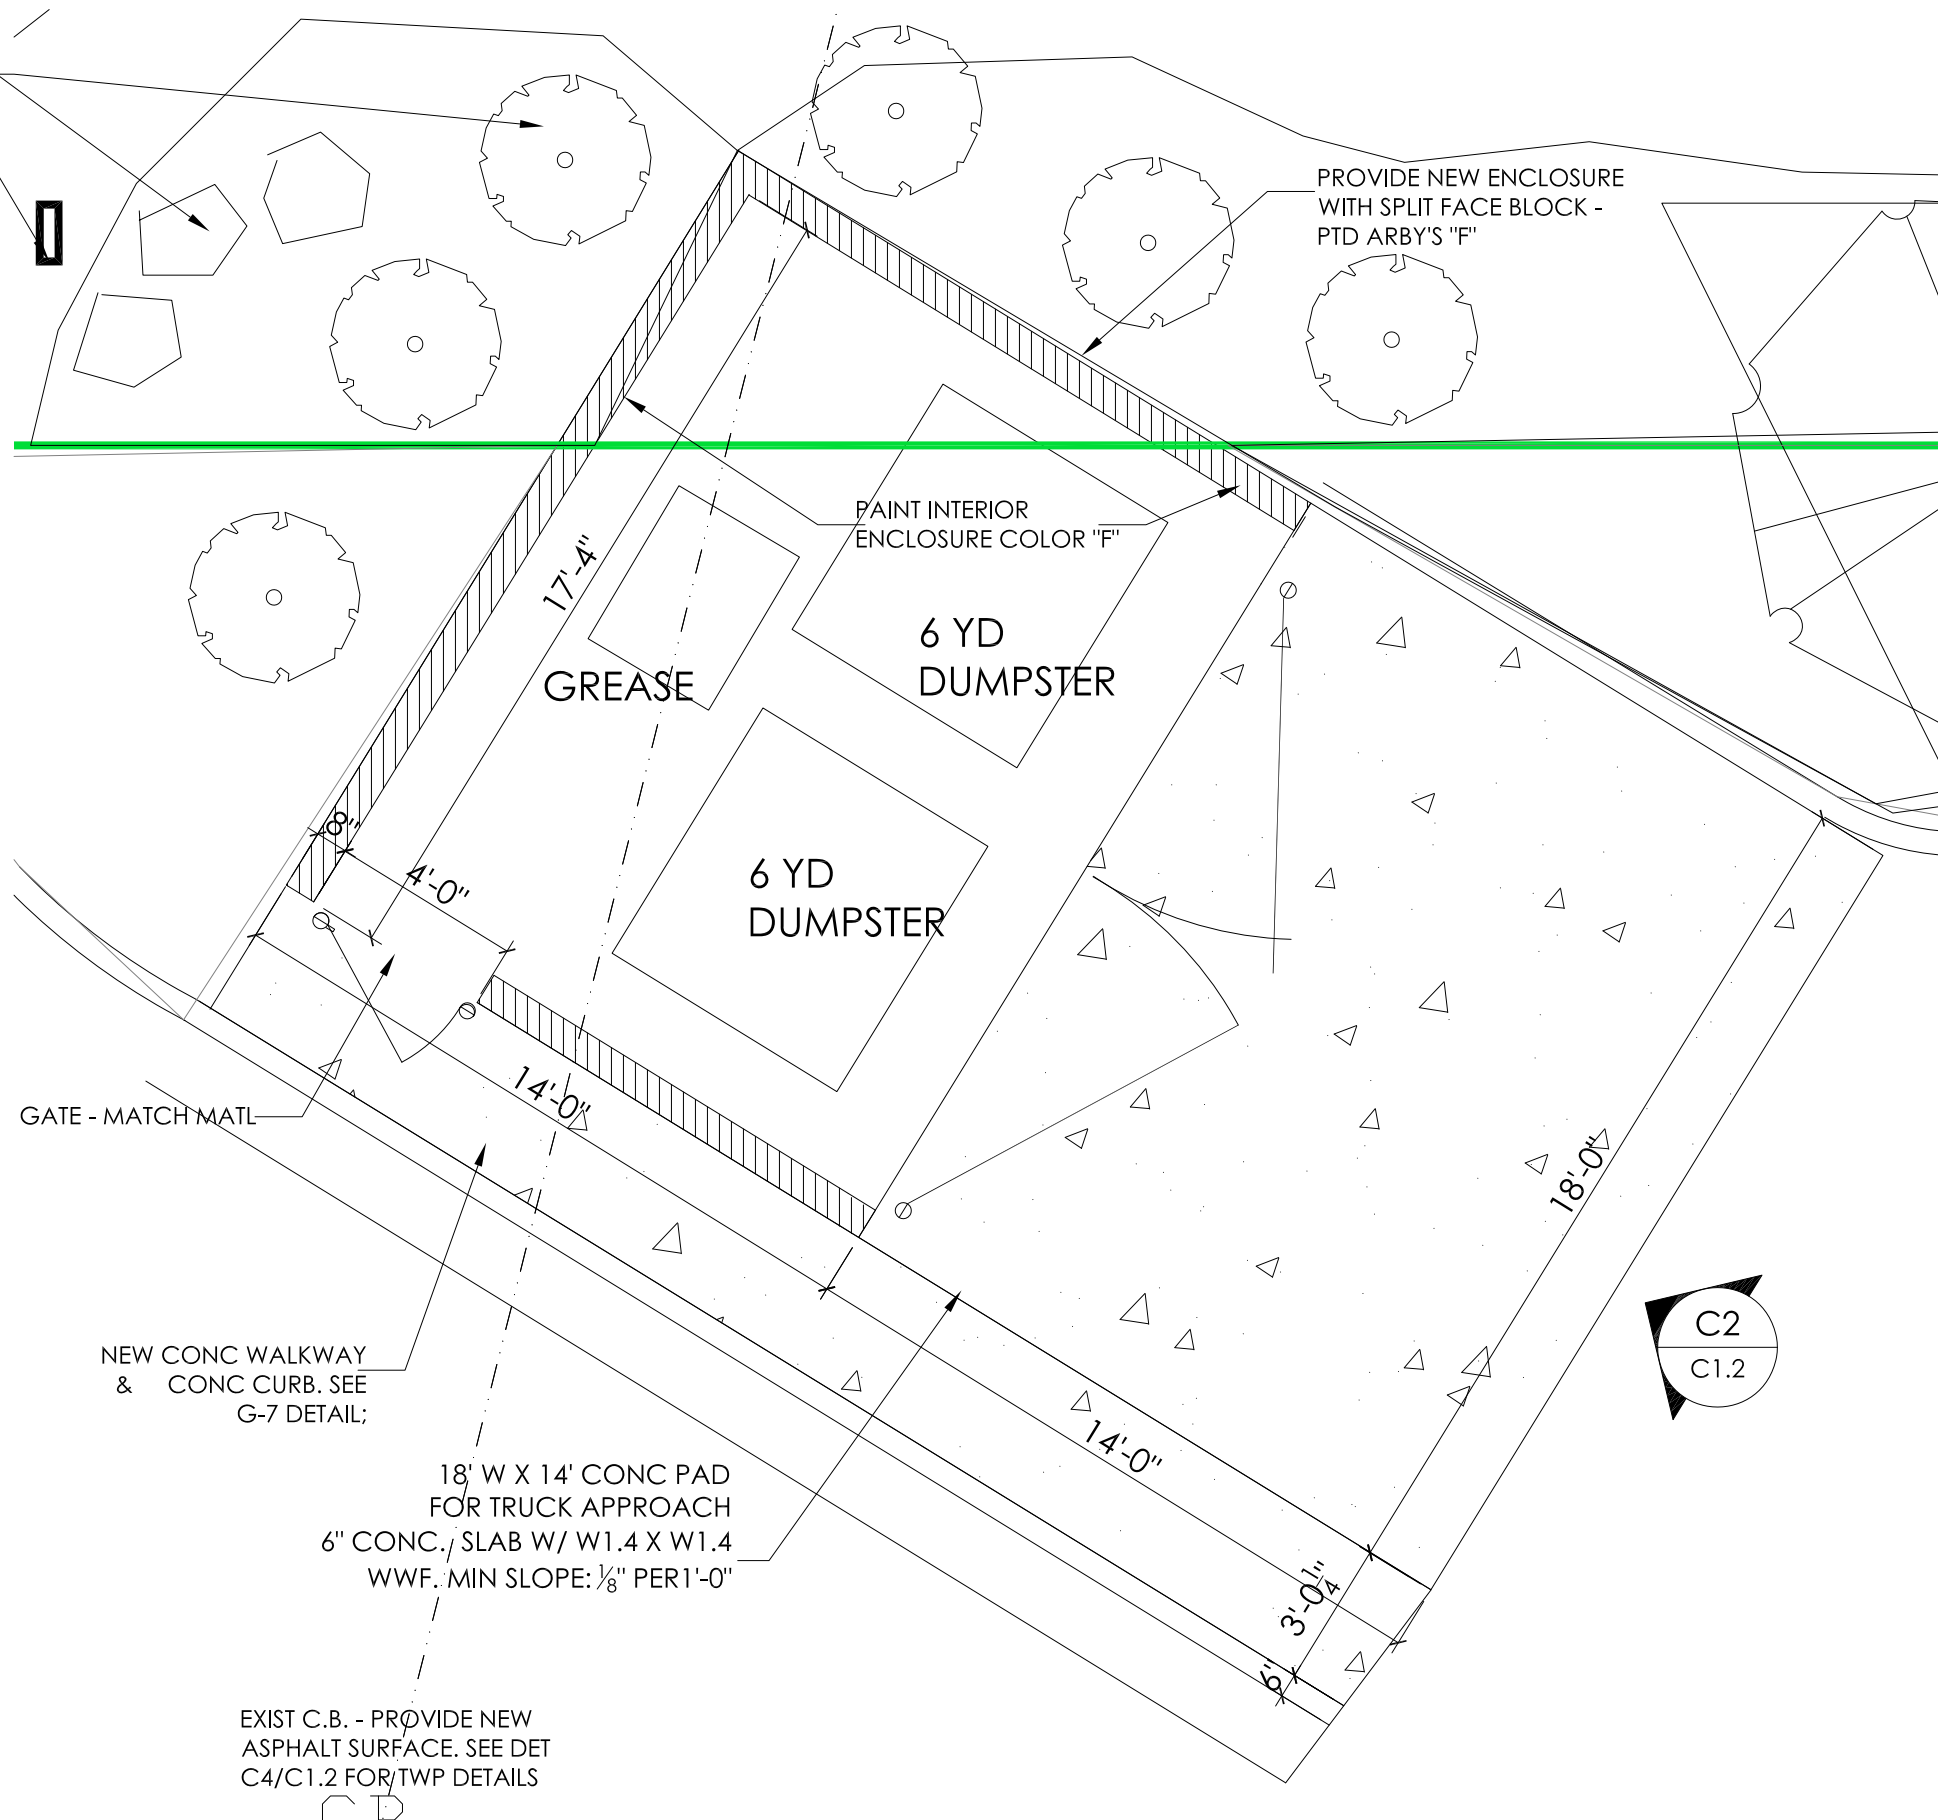 PROVIDE NEW ENCLOSURE
WITH SPLIT FACE BLOCK -
PTD ARBY'S "F"
PAINT INTERIOR
ENCLOSURE COLOR "F"
17'-4"
6 YD
DUMPSTER
GREASE
8"
4'-0"
6 YD
DUMPSTER
14'-0"
GATE - MATCH MATL
18'-0"
C2
C1.2
NEW CONC WALKWAY
& CONC CURB. SEE
G-7 DETAIL;
14'-0"
18' W X 14' CONC PAD
FOR TRUCK APPROACH
6" CONC. SLAB W/ W1.4 X W1.4
WWF. MIN SLOPE: ⅛" PER1'-0"
3'-0¼"
6"
EXIST C.B. - PROVIDE NEW
ASPHALT SURFACE. SEE DET
C4/C1.2 FOR TWP DETAILS